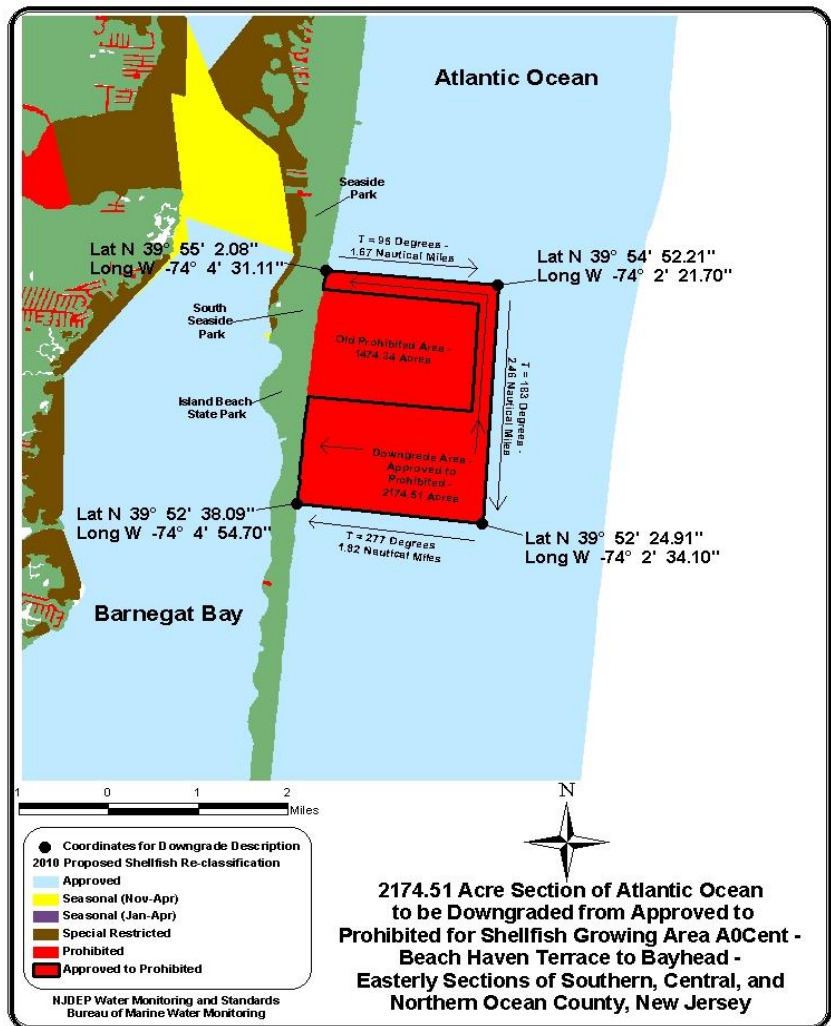 Atlantic Ocean
Seaside
Park
Lat N 39° 55' 2.08"
Long W -74° 4' 31.11"
T = 95 Degrees -
1.67 Nautical Miles
Lat N 39° 54' 52.21"
Long W -74° 2' 21.70"
South
Seaside
Park
Old Prohibited Area -
1474.34 Acres
T = 183 Degrees -
2.46 Nautical Miles
Island Beach
State Park
Downgrade Area -
Approved to
Prohibited -
2174.51 Acres
Lat N 39° 52' 38.09"
Long W -74° 4' 54.70"
T = 277 Degrees
1.82 Nautical Miles
Lat N 39° 52' 24.91"
Long W -74° 2' 34.10"
Barnegat Bay
1 0 1 2
Miles
N
Coordinates for Downgrade Description
2010 Proposed Shellfish Re-classification
Approved
Seasonal (Nov-Apr)
Seasonal (Jan-Apr)
Special Restricted
Prohibited
Approved to Prohibited
NJDEP Water Monitoring and Standards
Bureau of Marine Water Monitoring
2174.51 Acre Section of Atlantic Ocean
to be Downgraded from Approved to
Prohibited for Shellfish Growing Area A0Cent -
Beach Haven Terrace to Bayhead -
Easterly Sections of Southern, Central, and
Northern Ocean County, New Jersey